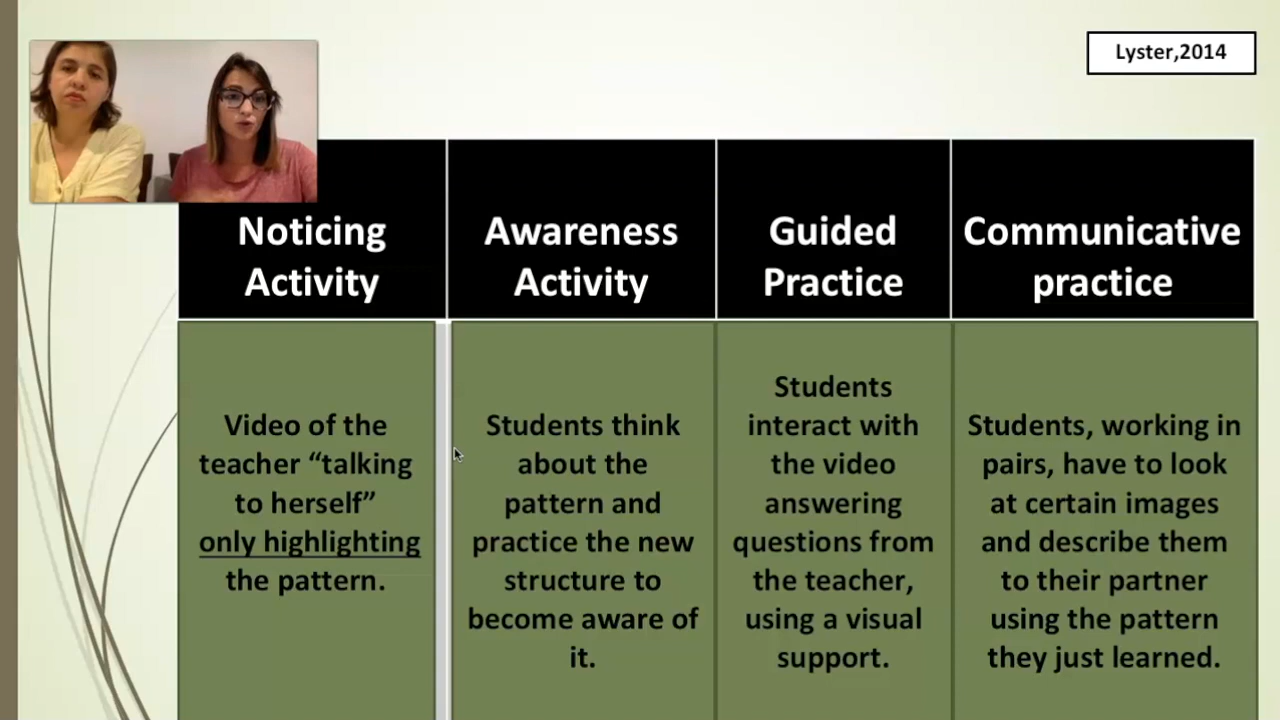 Lyster,2014
Noticing
Activity
Awareness
Activity
Guided
Practice
Communicative
practice
Video of the
teacher “talking
to herself”
only highlighting
the pattern.
Students think
about the
pattern and
practice the new
structure to
become aware of
it.
Students
interact with
the video
answering
questions from
the teacher,
using a visual
support.
Students, working in
pairs, have to look
at certain images
and describe them
to their partner
using the pattern
they just learned.